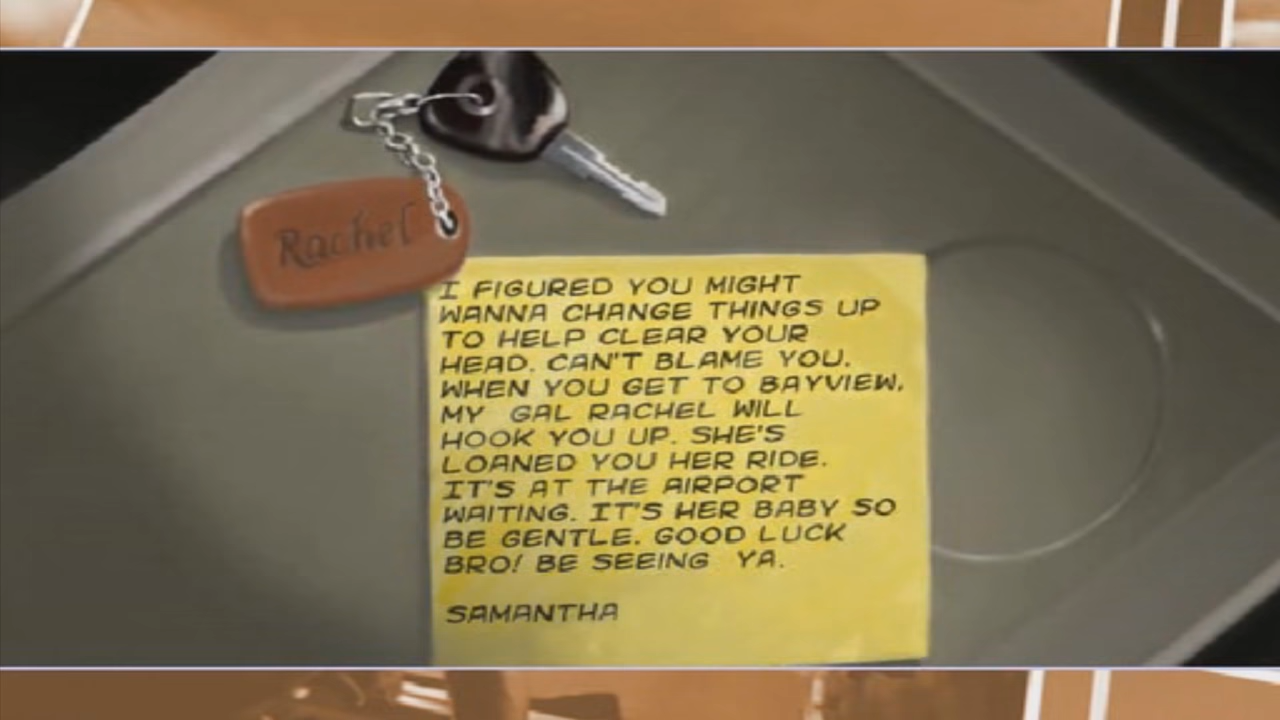 Rachel
I FIGURED YOU MIGHT
WANNA CHANGE THINGS UP
TO HELP CLEAR YOUR
HEAD. CAN'T BLAME YOU.
WHEN YOU GET TO BAYVIEW.
MY GAL RACHEL WILL
HOOK YOU UP. SHE'S
LOANED YOU HER RIDE.
IT'S AT THE AIRPORT
WAITING. IT'S HER BABY SO
BE GENTLE. GOOD LUCK
BRO! BE SEEING YA.
SAMANTHA